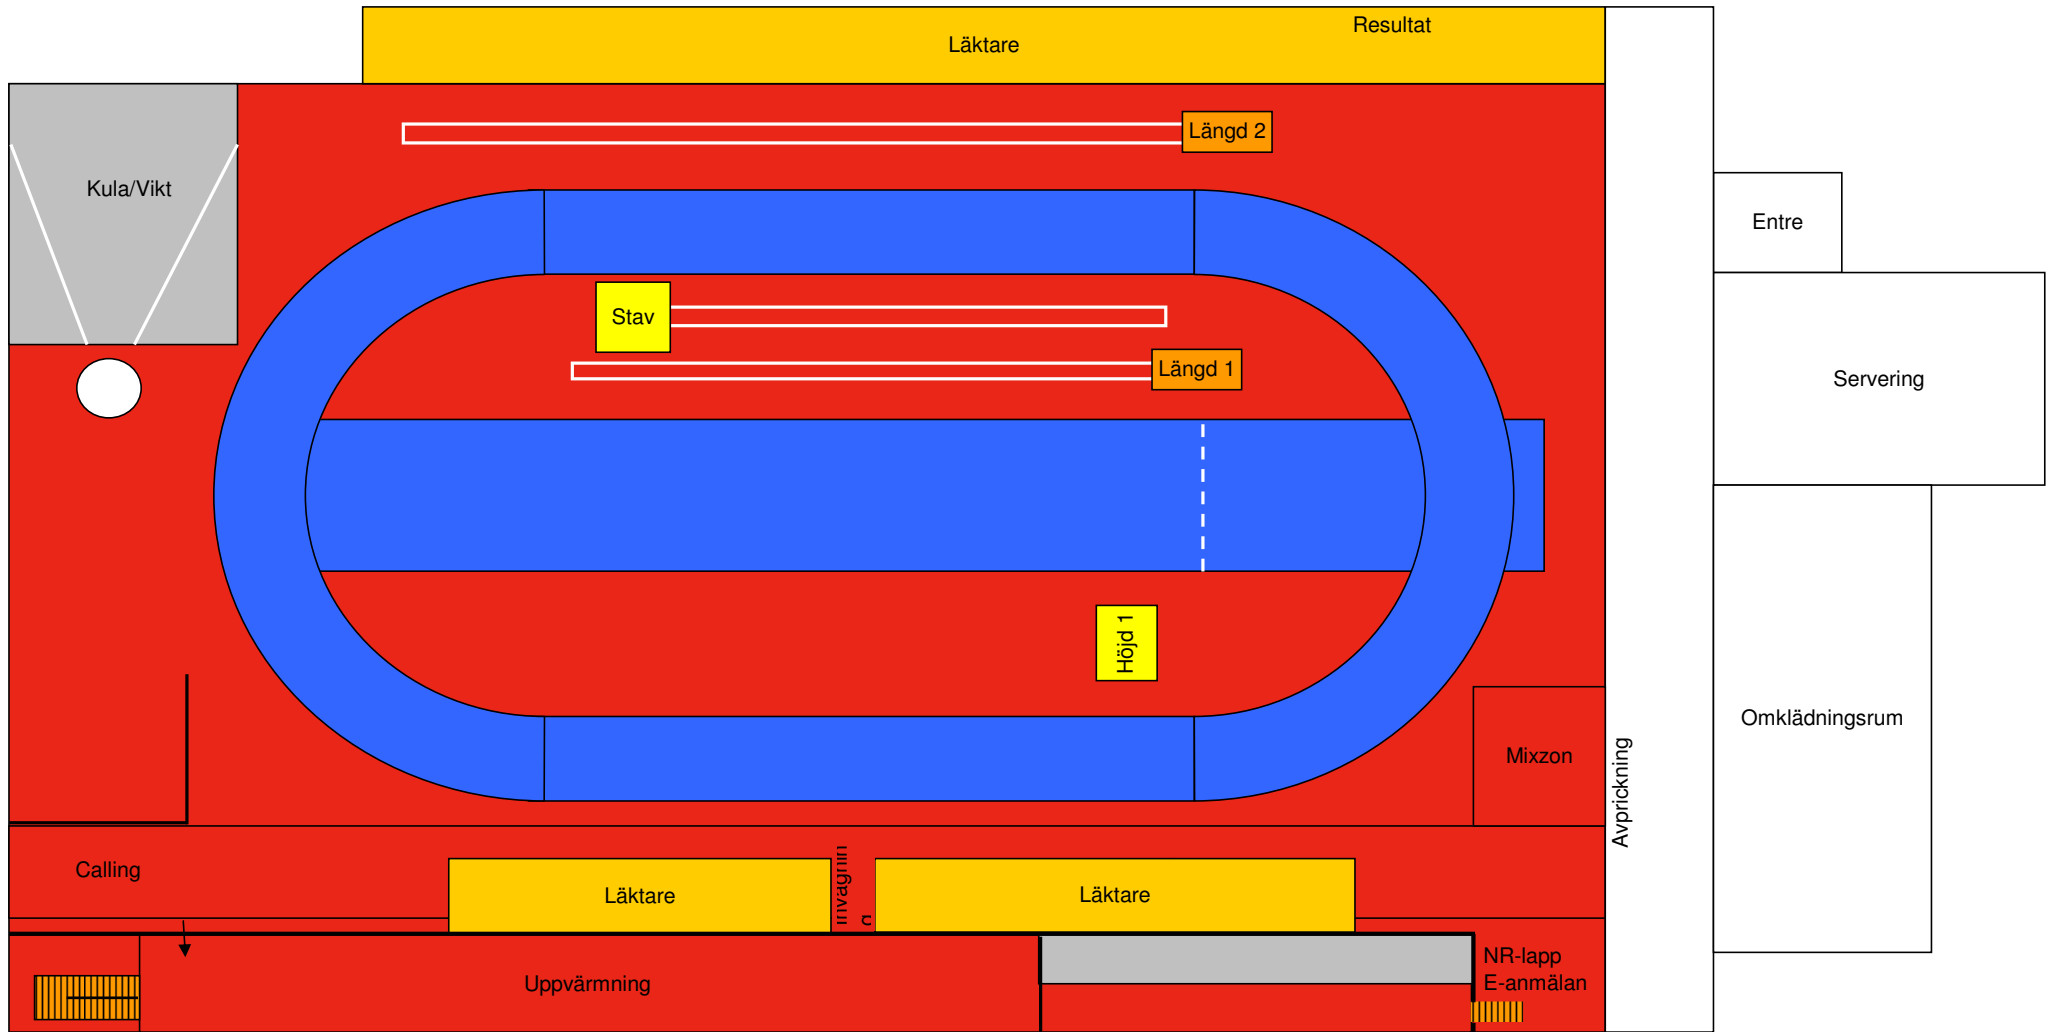 Resultat
Läktare
Längd 2
Kula/Vikt
Entre
Stav
Längd 1
Servering
Höjd 1
Omklädningsrum
Mixzon
Avprickning
Calling
Läktare
Läktare
NR-lapp
E-anmälan
Uppvärmning